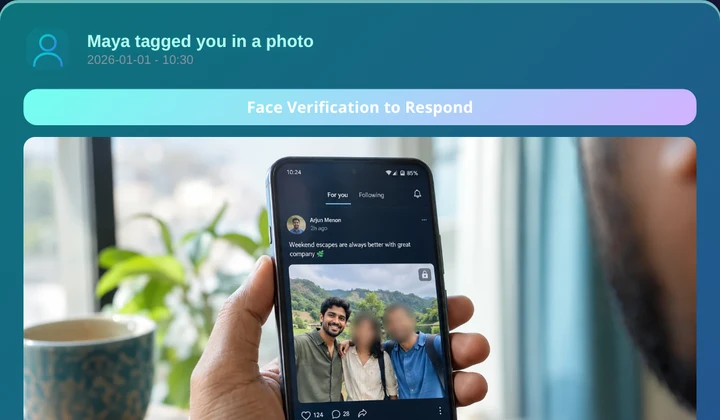 Maya tagged you in a photo
2026-01-01 - 10:30
Face Verification to Respond
10:24
85%
For you Following
Arjun Menon
2h ago
Weekend escapes are always better with great
company 🌿
124 28